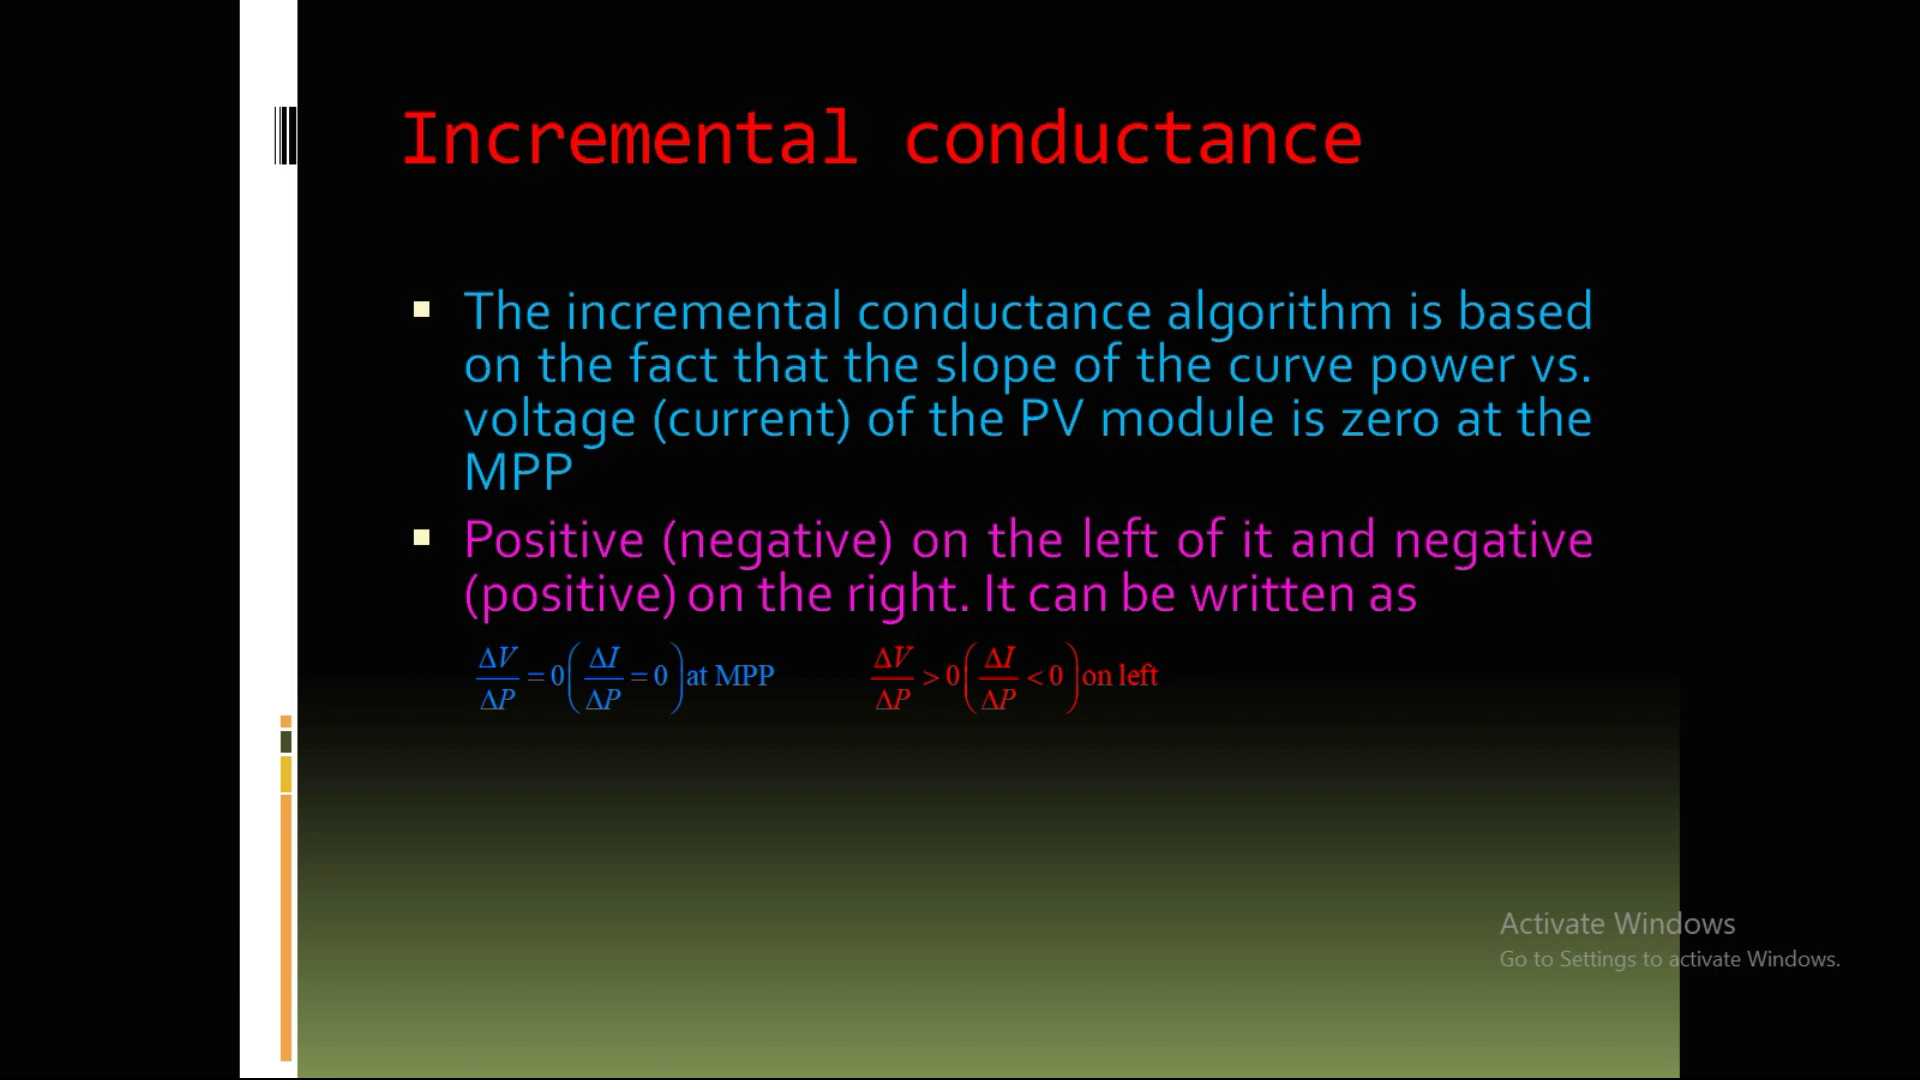 Incremental conductance
▪ The incremental conductance algorithm is based
on the fact that the slope of the curve power vs.
voltage (current) of the PV module is zero at the
MPP
▪ Positive (negative) on the left of it and negative
(positive) on the right. It can be written as
ΔV/ΔP = 0 (ΔI/ΔP = 0) at MPP ΔV/ΔP > 0 (ΔI/ΔP < 0) on left
Activate Windows
Go to Settings to activate Windows.